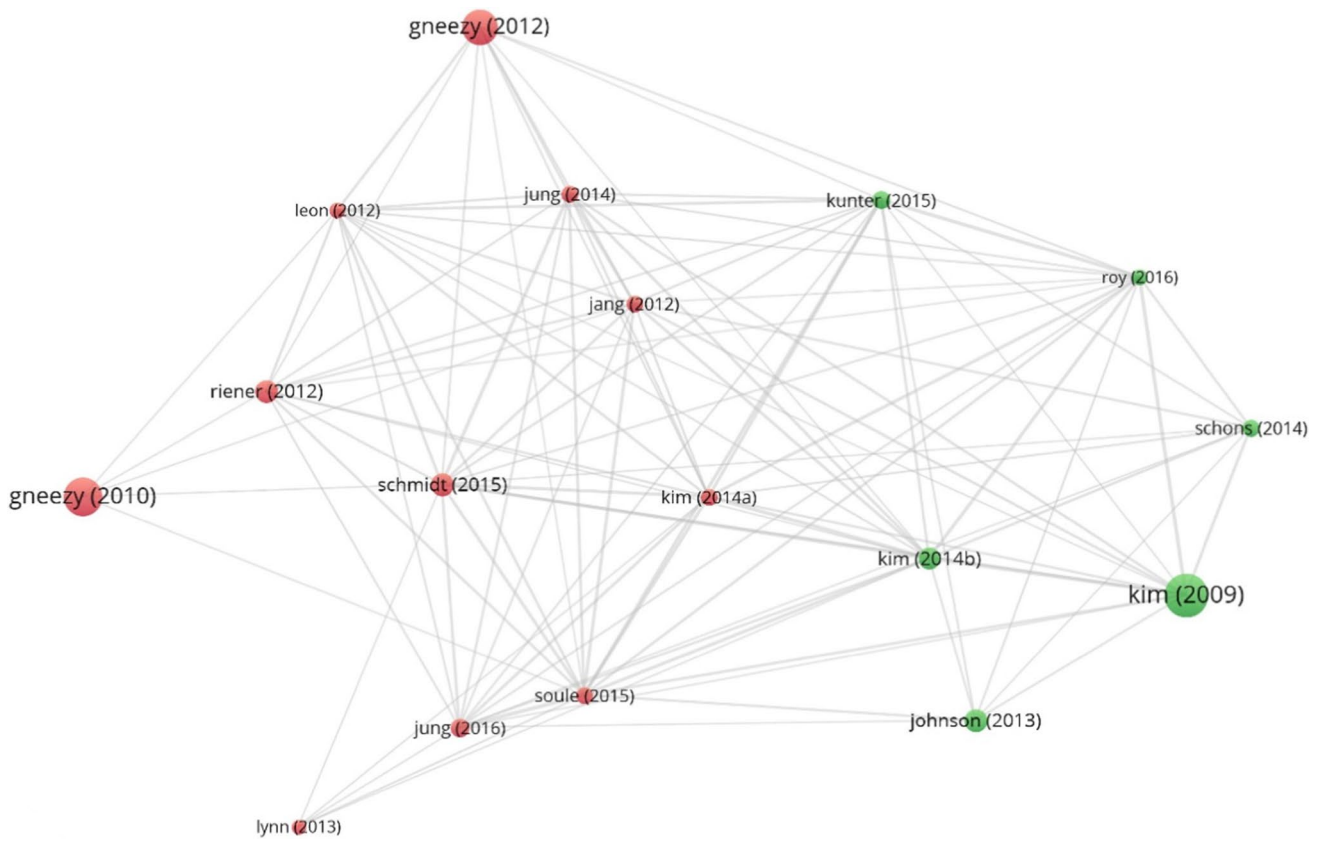 gneezy (2012)
jung (2014)
kunter (2015)
leon (2012)
roy (2016)
jang (2012)
riener (2012)
schons (2014)
schmidt (2015)
gneezy (2010)
kim (2014a)
kim (2014b)
kim (2009)
soule (2015)
johnson (2013)
jung (2016)
lynn (2013)